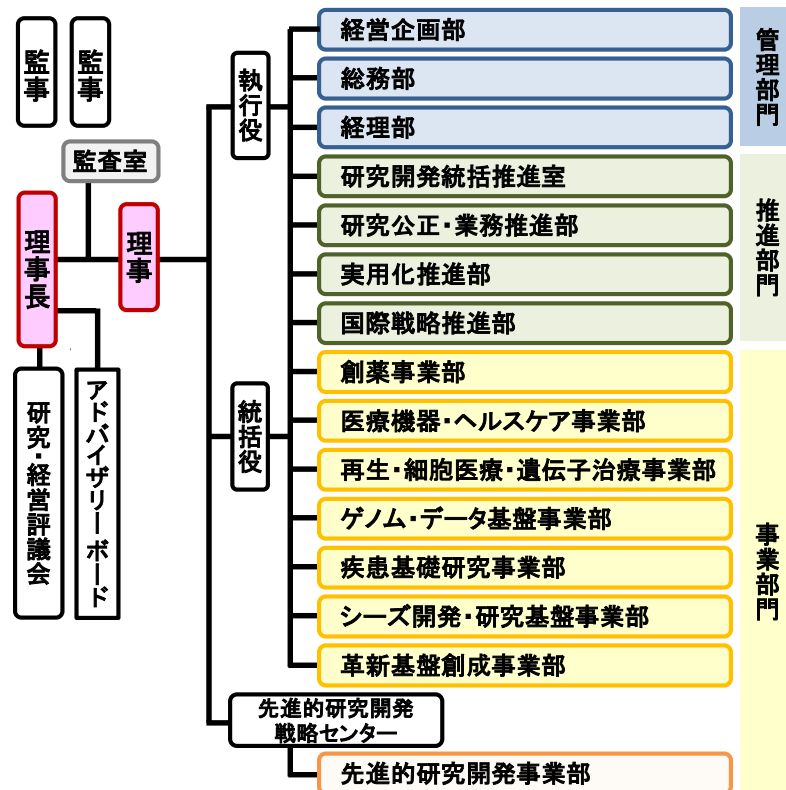 監事
監事
監査室
理事長
理事
研究・経営評議会
アドバイザリーボード
執行役
統括役
経営企画部
総務部
経理部
研究開発統括推進室
研究公正・業務推進部
実用化推進部
国際戦略推進部
創薬事業部
医療機器・ヘルスケア事業部
再生・細胞医療・遺伝子治療事業部
ゲノム・データ基盤事業部
疾患基礎研究事業部
シーズ開発・研究基盤事業部
革新基盤創成事業部
先進的研究開発
戦略センター
先進的研究開発事業部
管理部門
推進部門
事業部門